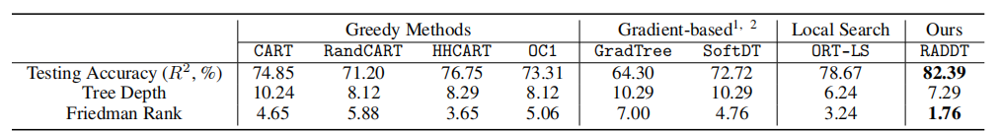 Greedy Methods Gradient-based1, 2 Local Search Ours
CART RandCART HHCART OC1 GradTree SoftDT ORT-LS RADDT
Testing Accuracy (R2, %) 74.85 71.20 76.75 73.31 64.30 72.72 78.67 82.39
Tree Depth 10.24 8.12 8.29 8.12 10.29 10.29 6.24 7.29
Friedman Rank 4.65 5.88 3.65 5.06 7.00 4.76 3.24 1.76